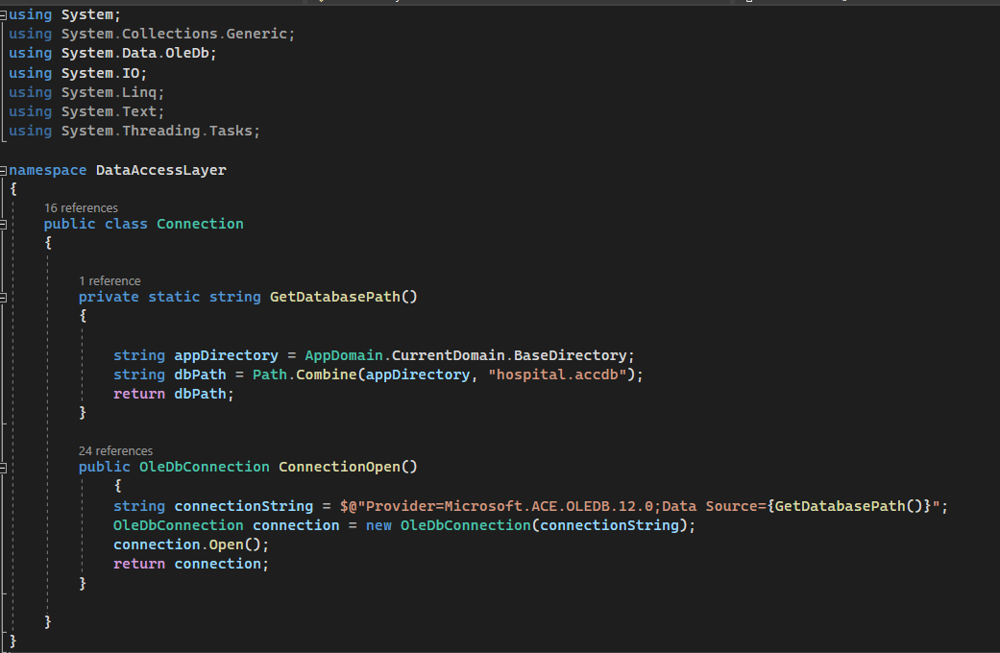 using System;
using System.Collections.Generic;
using System.Data.OleDb;
using System.IO;
using System.Linq;
using System.Text;
using System.Threading.Tasks;
namespace DataAccessLayer
{
16 references
public class Connection
{
1 reference
private static string GetDatabasePath()
{
string appDirectory = AppDomain.CurrentDomain.BaseDirectory;
string dbPath = Path.Combine(appDirectory, "hospital.accdb");
return dbPath;
}
24 references
public OleDbConnection ConnectionOpen()
{
string connectionString = $@"Provider=Microsoft.ACE.OLEDB.12.0;Data Source={GetDatabasePath()}";
OleDbConnection connection = new OleDbConnection(connectionString);
connection.Open();
return connection;
}
}
}